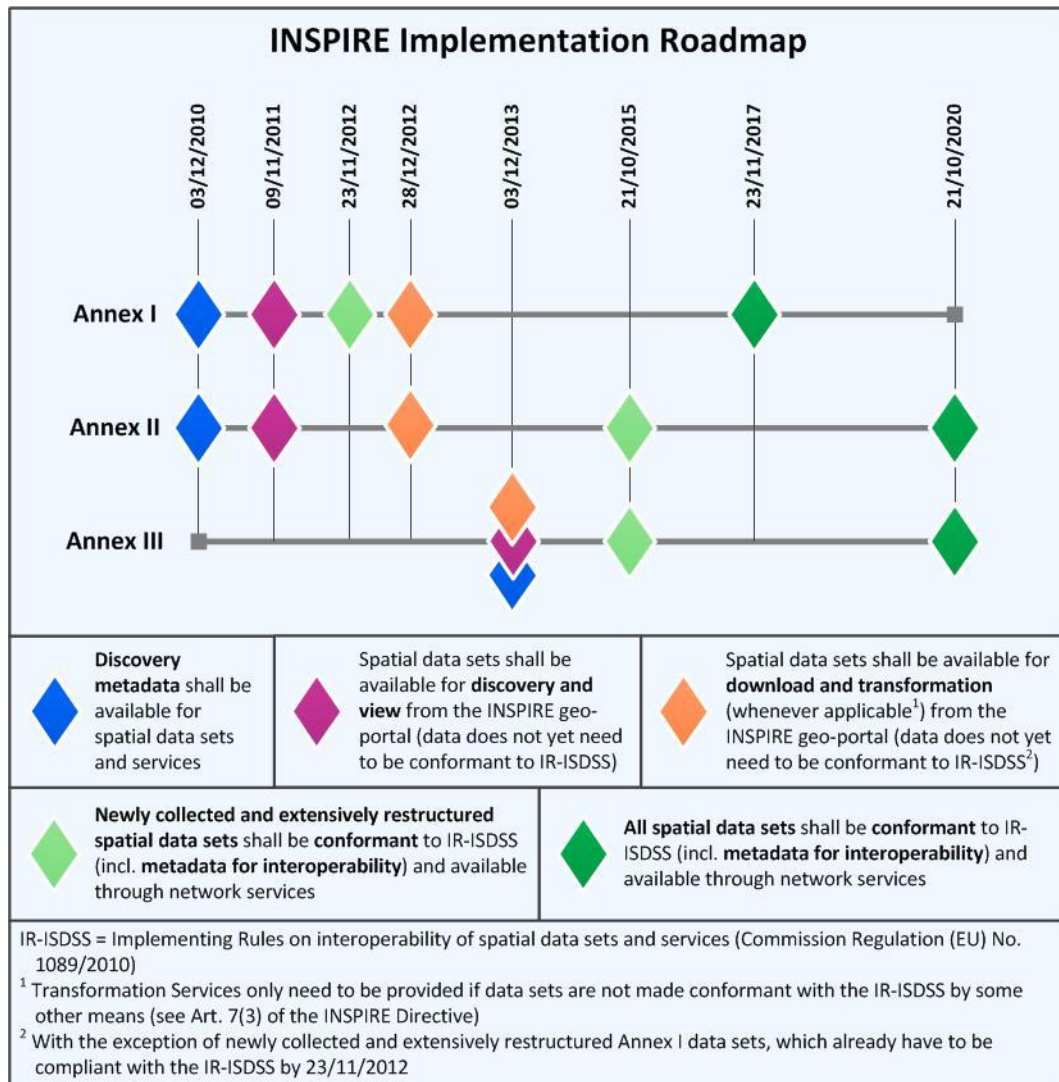 INSPIRE Implementation Roadmap
03/12/2010
09/11/2011
23/11/2012
28/12/2012
03/12/2013
21/10/2015
23/11/2017
21/10/2020
Annex I
Annex II
Annex III
Discovery
metadata shall be
available for
spatial data sets
and services
Spatial data sets shall be
available for discovery and
view from the INSPIRE geo-
portal (data does not yet need
to be conformant to IR-ISDSS)
Spatial data sets shall be available for
download and transformation
(whenever applicable¹) from the
INSPIRE geo-portal (data does not yet
need to be conformant to IR-ISDSS²)
Newly collected and extensively restructured
spatial data sets shall be conformant to IR-ISDSS
(incl. metadata for interoperability) and available
through network services
All spatial data sets shall be conformant to IR-
ISDSS (incl. metadata for interoperability) and
available through network services
IR-ISDSS = Implementing Rules on interoperability of spatial data sets and services (Commission Regulation (EU) No.
1089/2010)
¹ Transformation Services only need to be provided if data sets are not made conformant with the IR-ISDSS by some
other means (see Art. 7(3) of the INSPIRE Directive)
² With the exception of newly collected and extensively restructured Annex I data sets, which already have to be
compliant with the IR-ISDSS by 23/11/2012